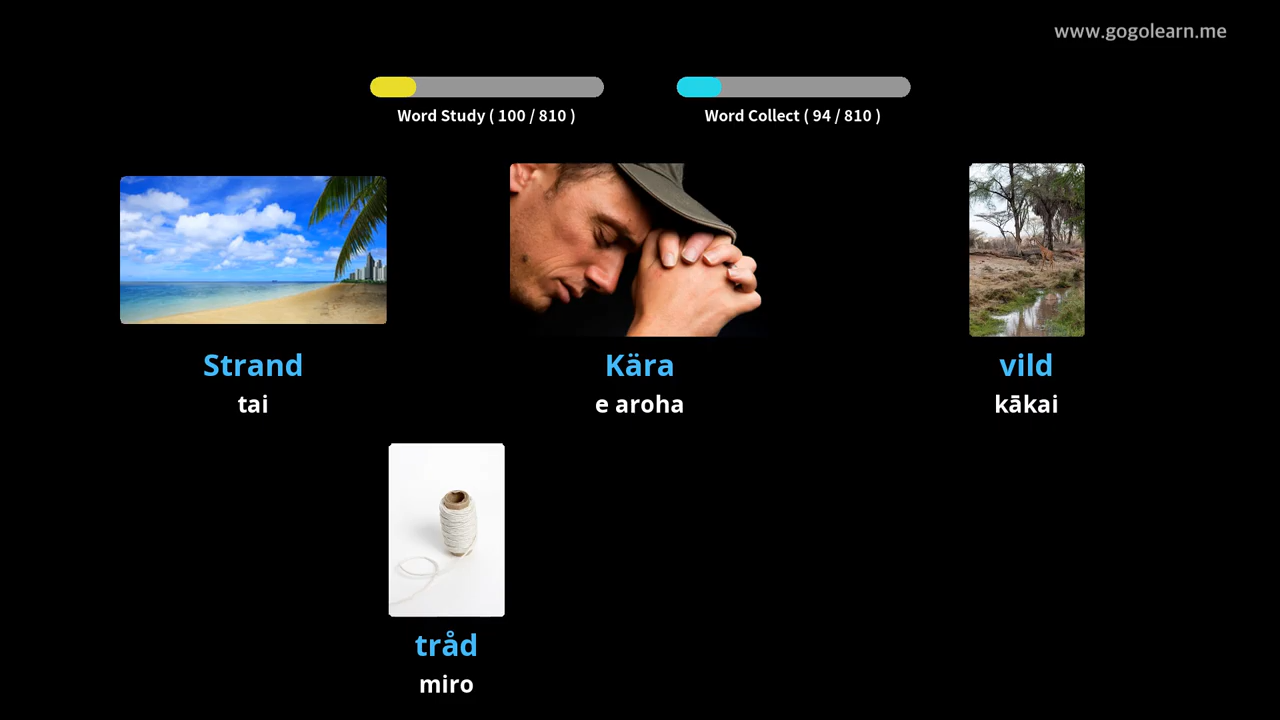 www.gogolearn.me
Word Study ( 100 / 810 )
Word Collect ( 94 / 810 )
Strand
tai
Kära
e aroha
vild
kākai
tråd
miro